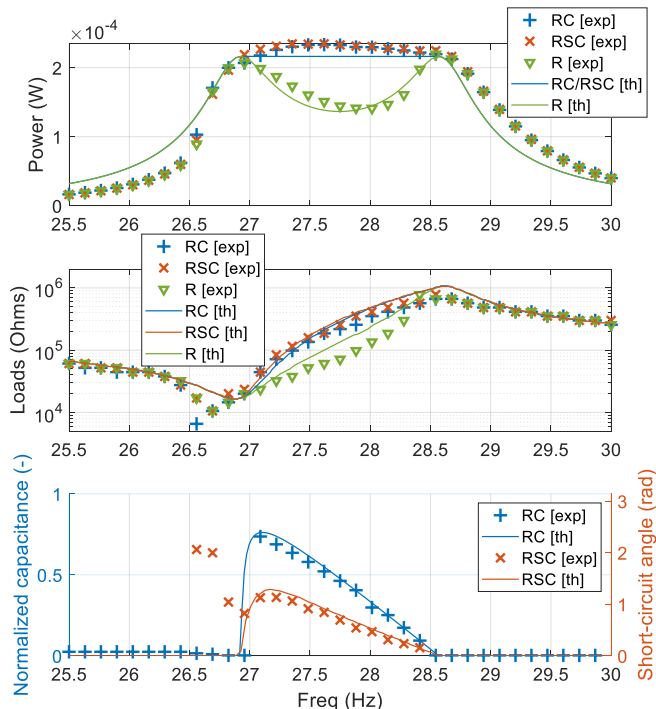 ×10⁻⁴
RC [exp]
RSC [exp]
R [exp]
RC/RSC [th]
R [th]
Power (W)
2
1
0
25.5 26 26.5 27 27.5 28 28.5 29 29.5 30
RC [exp]
RSC [exp]
R [exp]
RC [th]
RSC [th]
R [th]
Loads (Ohms)
10⁶
10⁵
10⁴
25.5 26 26.5 27 27.5 28 28.5 29 29.5 30
Normalized capacitance (-)
1
0.5
0
RC [exp]
RC [th]
RSC [exp]
RSC [th]
3
2
1
0
Short-circuit angle (rad)
25.5 26 26.5 27 27.5 28 28.5 29 29.5 30
Freq (Hz)